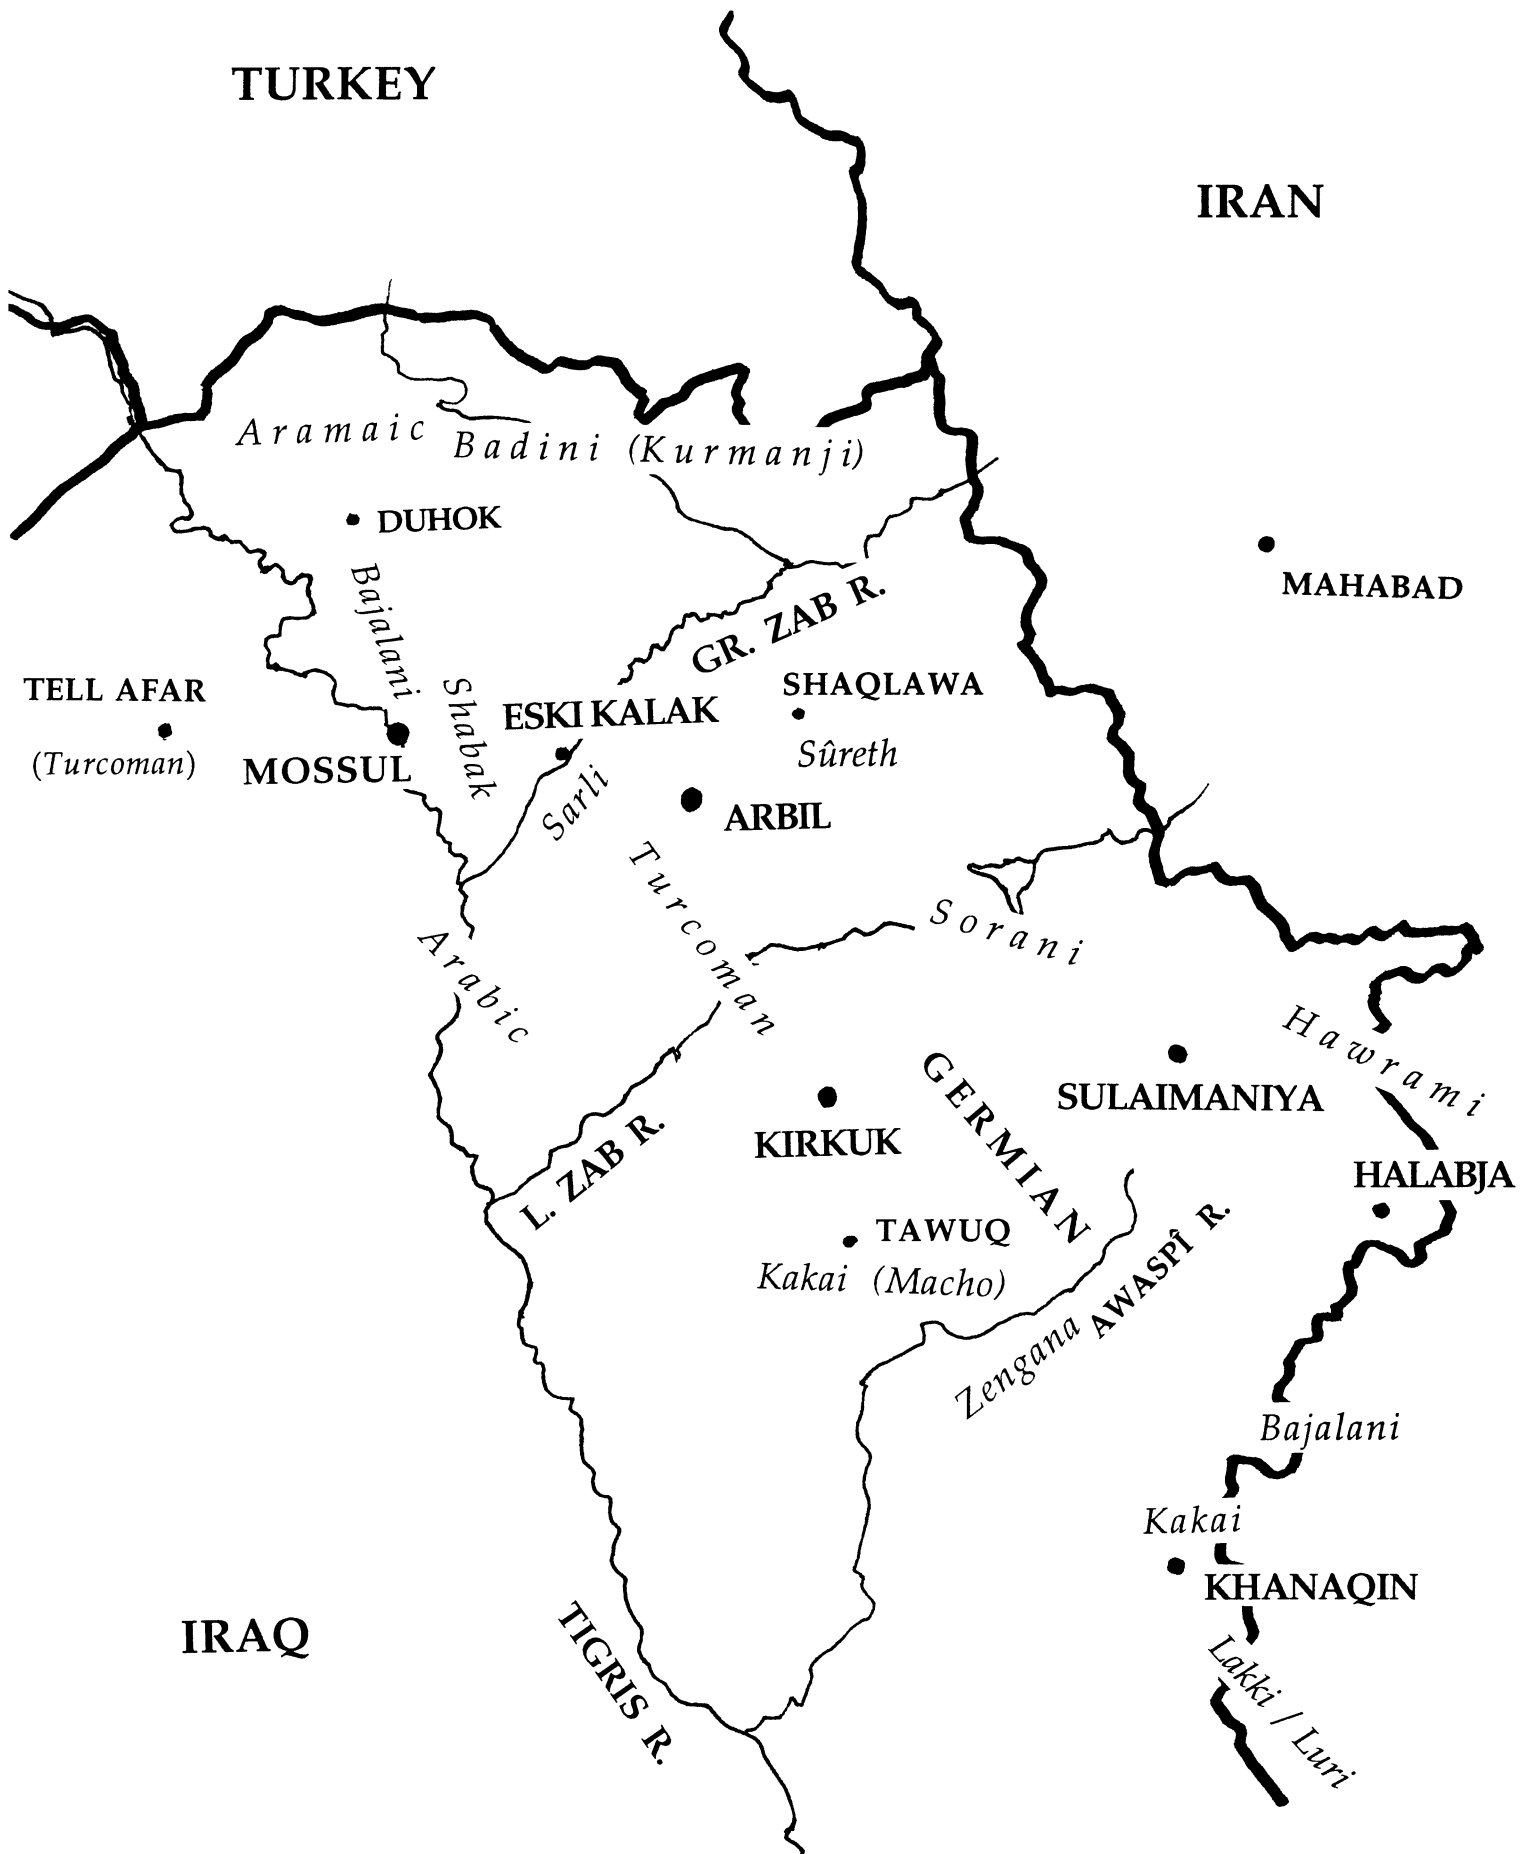 TURKEY
IRAN
Aramaic
Badini (Kurmanji)
DUHOK
MAHABAD
Bajalani
GR. ZAB R.
TELL AFAR
(Turcoman)
MOSSUL
Shabak
ESKI KALAK
Sarli
SHAQLAWA
Sûreth
ARBIL
Turcoman
Sorani
Arabic
Hawrami
GERMIAN
SULAIMANIYA
KIRKUK
L. ZAB R.
HALABJA
TAWUQ
Kakai (Macho)
AWASPÎ R.
Zengana
Bajalani
Kakai
KHANAQIN
IRAQ
TIGRIS R.
Lakki / Luri